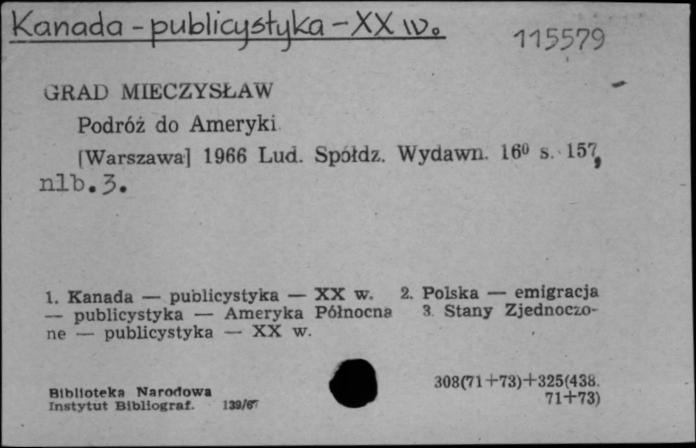 Kanada - publicystyka - XX w.
115579
GRAD MIECZYSŁAW
Podróż do Ameryki.
[Warszawa] 1966 Lud. Spółdz. Wydawn. 16⁰ s. 157,
nlb. 3.
1. Kanada — publicystyka — XX w. 2. Polska — emigracja
— publicystyka — Ameryka Północna 3. Stany Zjednoczo-
ne — publicystyka — XX w.
Biblioteka Narodowa
Instytut Bibliograf. 139/67
308(71+73)+325(438.
71+73)